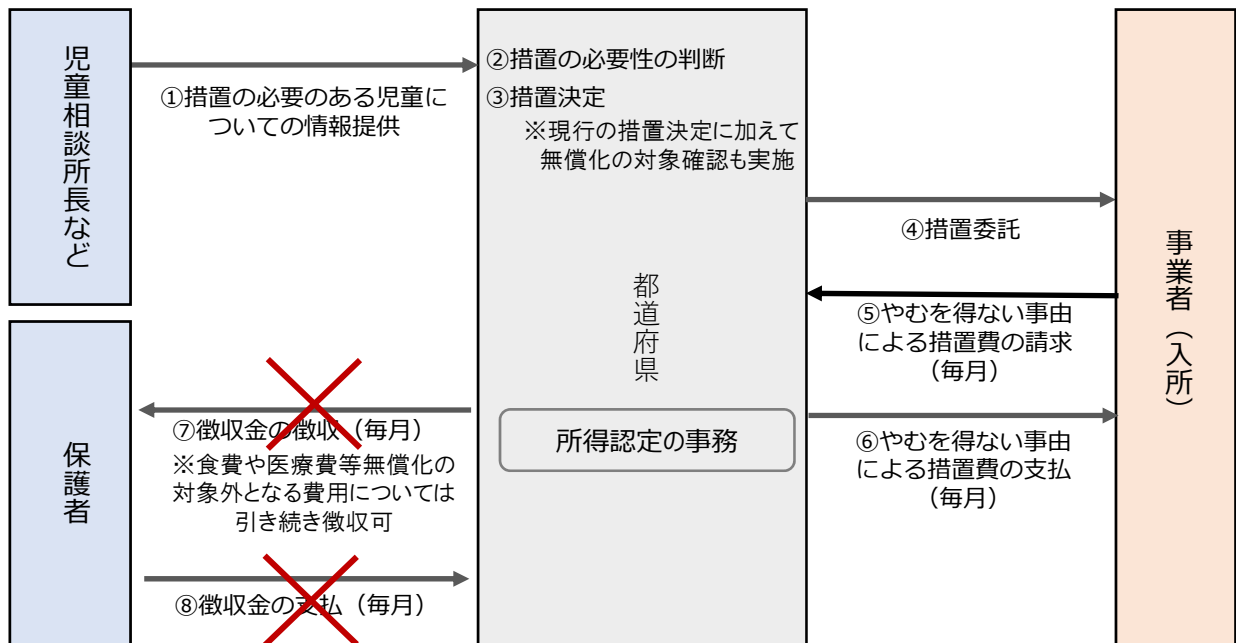 児童相談所長など
①措置の必要のある児童に
ついての情報提供
②措置の必要性の判断
③措置決定
※現行の措置決定に加えて
無償化の対象確認も実施
④措置委託
都道府県
事業者（入所）
⑤やむを得ない事由
による措置費の請求
（毎月）
保護者
⑦徴収金の徴収（毎月）
※食費や医療費等無償化の
対象外となる費用については
引き続き徴収可
所得認定の事務
⑥やむを得ない事由
による措置費の支払
（毎月）
⑧徴収金の支払（毎月）